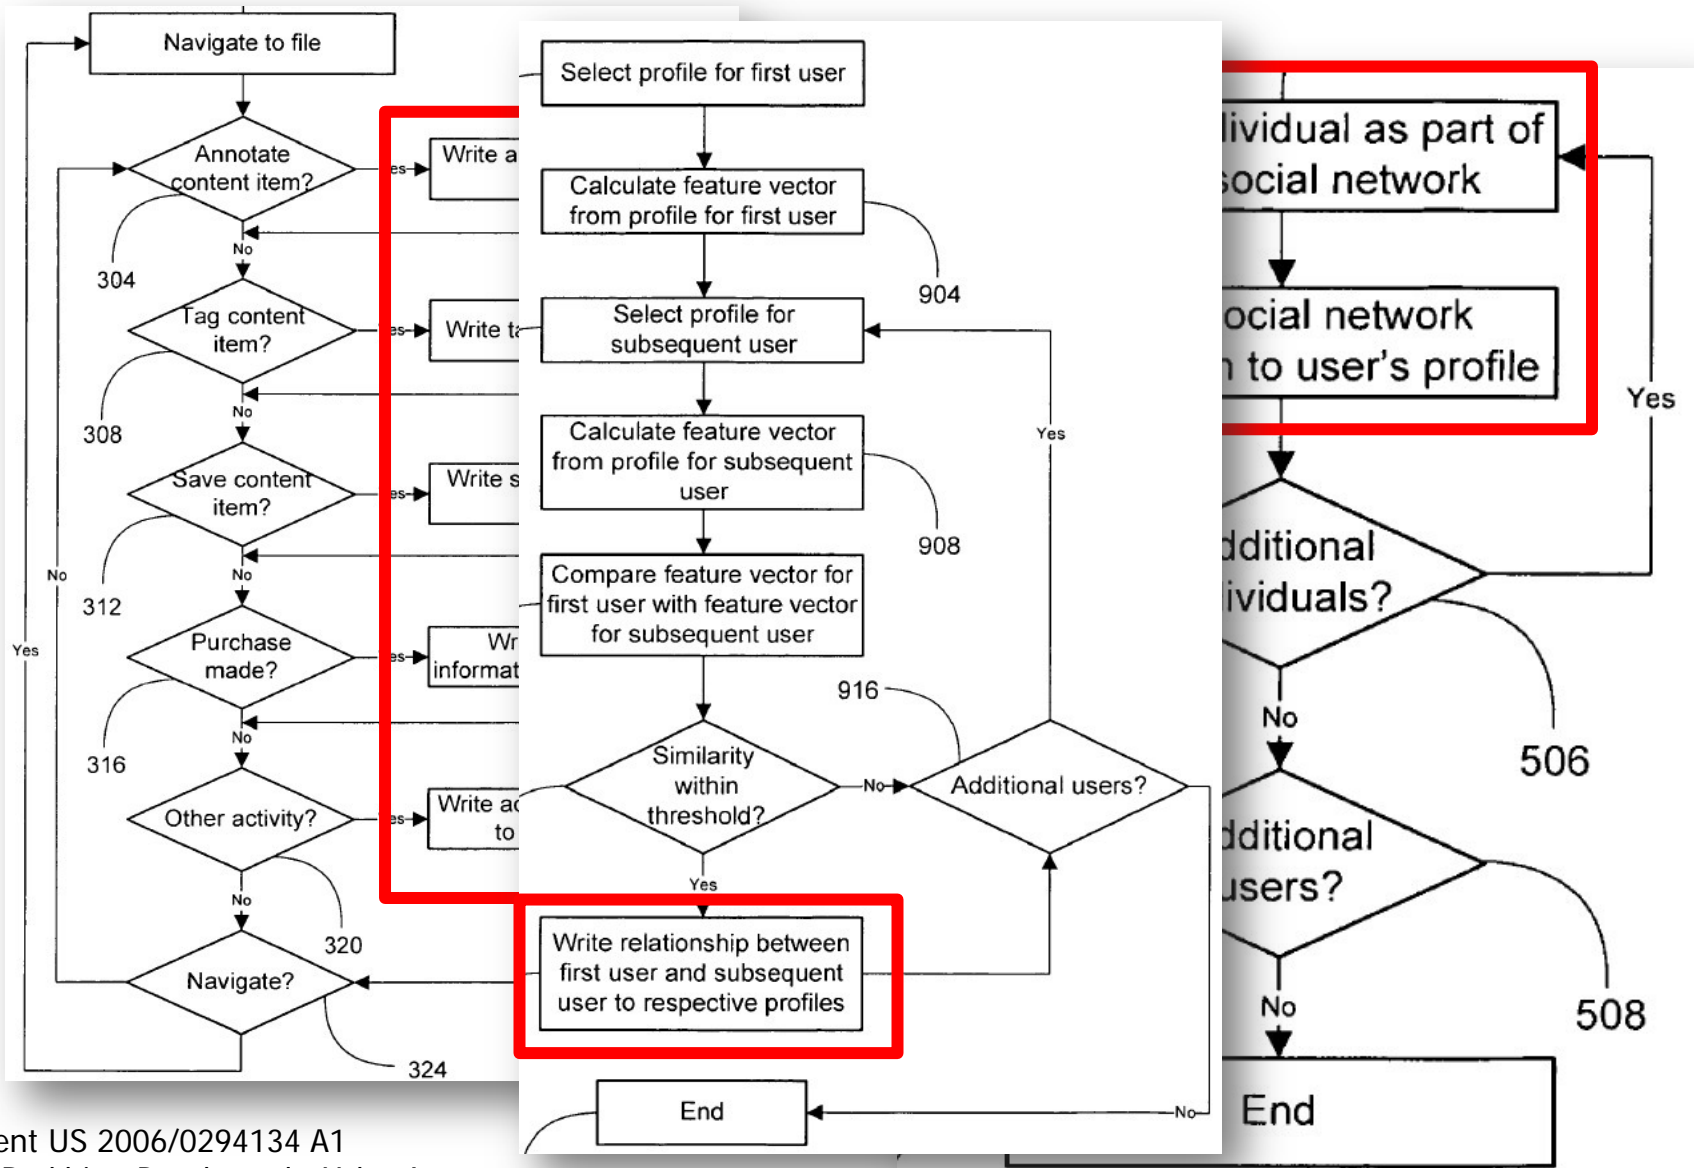 Navigate to file
Annotate
content item?
Write a
No
304
Tag content
item?
Write ta
No
308
Save content
item?
Write s
No
312
No
Purchase
made?
Wr
informat
Yes
No
316
Other activity?
Write ac
to
No
320
Navigate?
324
Select profile for first user
Calculate feature vector
from profile for first user
904
Select profile for
subsequent user
Calculate feature vector
from profile for subsequent
user
Yes
908
Compare feature vector for
first user with feature vector
for subsequent user
916
Similarity
within
threshold?
No
Additional users?
Yes
Write relationship between
first user and subsequent
user to respective profiles
End
No
ividual as part of
social network
ocial network
to user's profile
Yes
dditional
ividuals?
No
506
dditional
users?
No
508
End
ent US 2006/0294134 A1